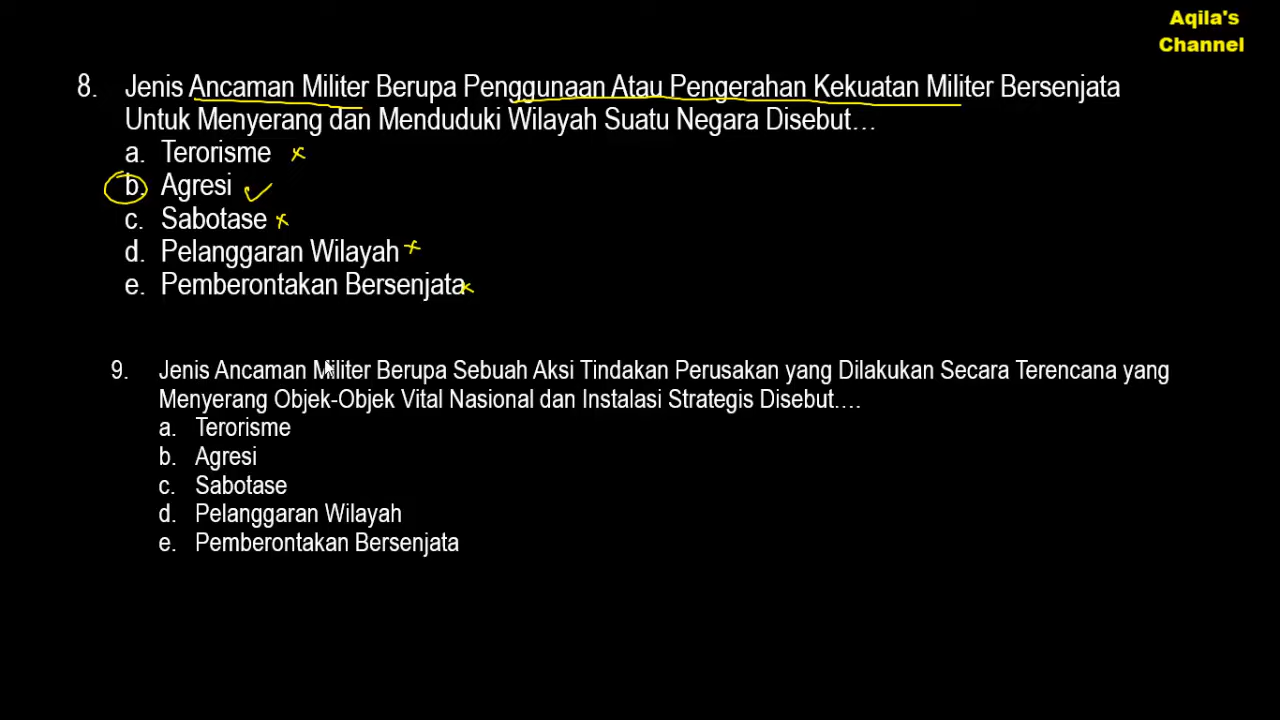 Aqila's
Channel
8. Jenis Ancaman Militer Berupa Penggunaan Atau Pengerahan Kekuatan Militer Bersenjata
Untuk Menyerang dan Menduduki Wilayah Suatu Negara Disebut…
a. Terorisme
b. Agresi
c. Sabotase
d. Pelanggaran Wilayah
e. Pemberontakan Bersenjata
9. Jenis Ancaman Militer Berupa Sebuah Aksi Tindakan Perusakan yang Dilakukan Secara Terencana yang
Menyerang Objek-Objek Vital Nasional dan Instalasi Strategis Disebut….
a. Terorisme
b. Agresi
c. Sabotase
d. Pelanggaran Wilayah
e. Pemberontakan Bersenjata